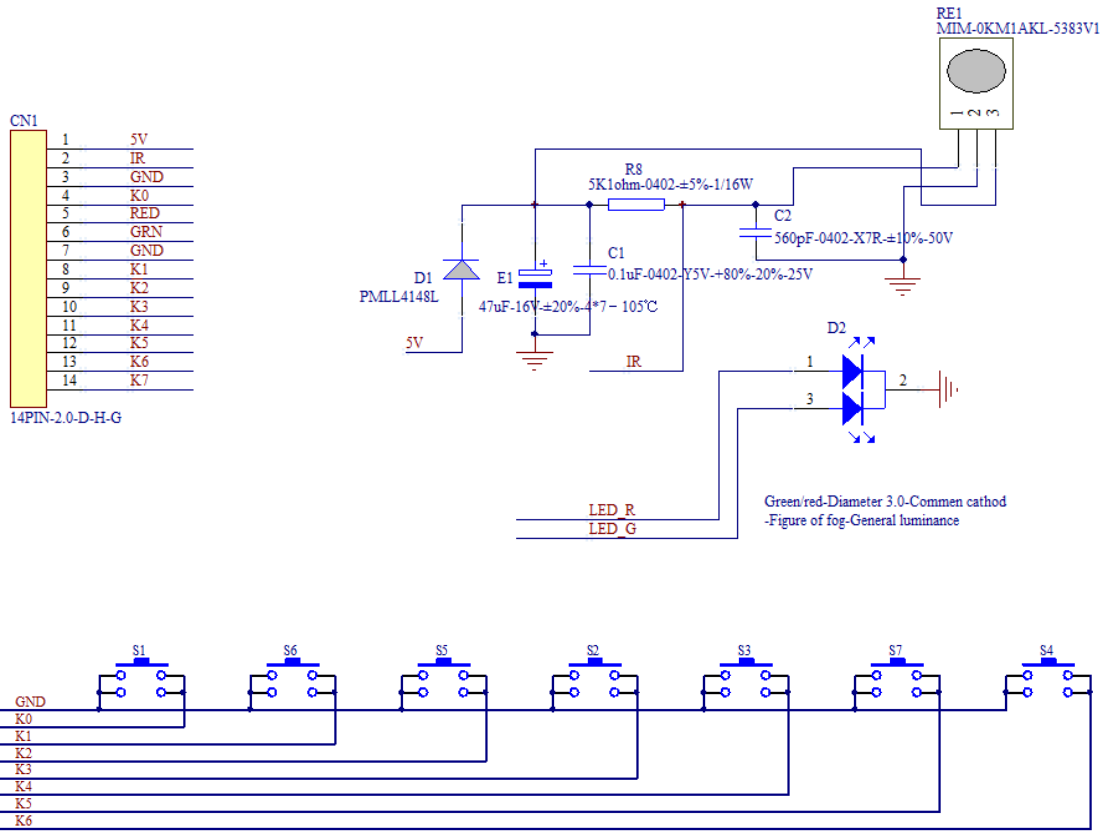 RE1
MIM-0KM1AKL-5383V1
1 2 3
CN1
1 5V
2 IR
3 GND
4 K0
5 RED
6 GRN
7 GND
8 K1
9 K2
10 K3
11 K4
12 K5
13 K6
14 K7
14PIN-2.0-D-H-G
R8
5K1ohm-0402-±5%-1/16W
C2
560pF-0402-X7R-±10%-50V
C1
0.1uF-0402-Y5V-+80%-20%-25V
D1
PMLL4148L
E1
+
47uF-16V-±20%-4*7-105℃
5V
IR
D2
1
2
3
Green/red-Diameter 3.0-Commen cathod
-Figure of fog-General luminance
LED_R
LED_G
S1 S6 S5 S2 S3 S7 S4
GND
K0
K1
K2
K3
K4
K5
K6